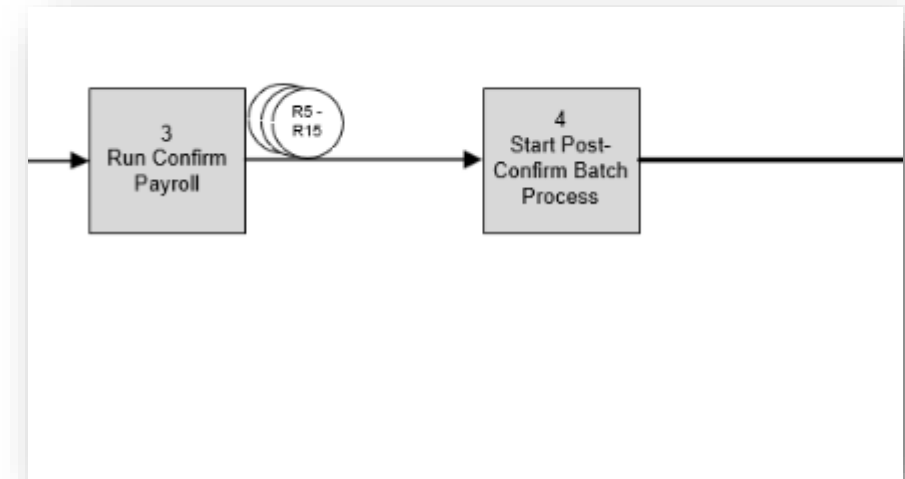 3
Run Confirm
Payroll
R5 -
R15
4
Start Post-
Confirm Batch
Process